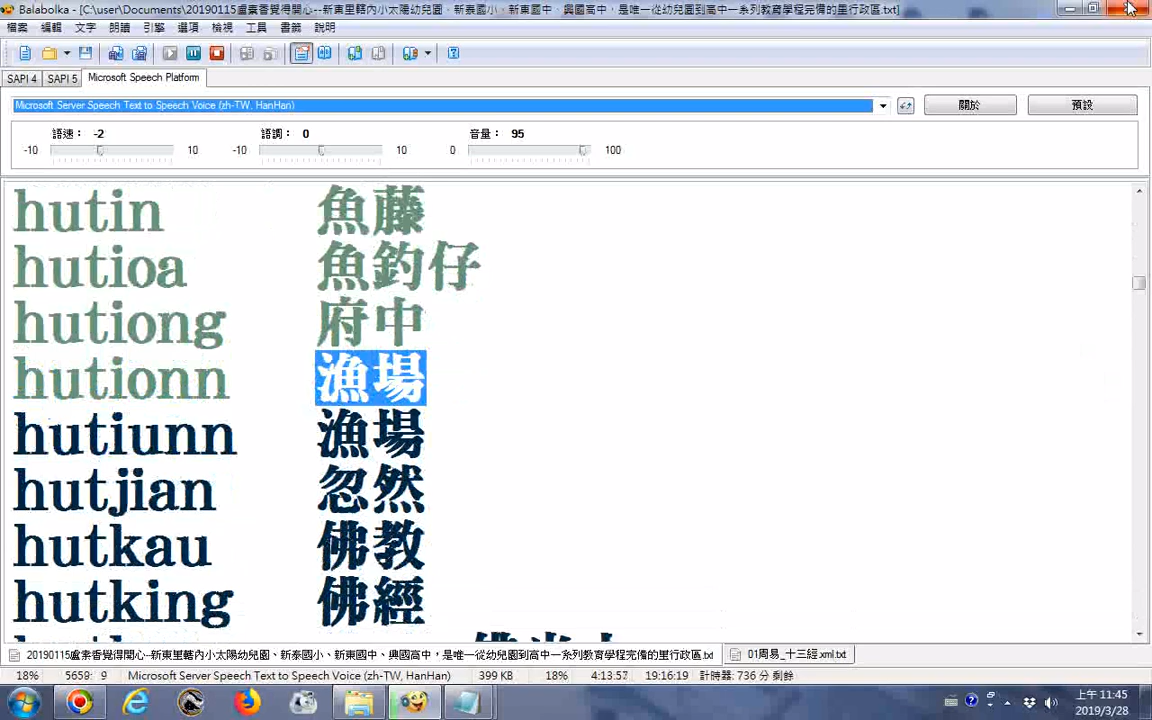 Balabolka - [C:\user\Documents\20190115盧素香覺得開心--新東里轄內小太陽幼兒園、新泰國小、新東國中、興國高中，是唯一從幼兒園到高中一系列教育學程完備的里行政區.txt]
檔案 編輯 文字 朗讀 引擎 選項 檢視 工具 書籤 說明
SAPI 4 SAPI 5 Microsoft Speech Platform
Microsoft Server Speech Text to Speech Voice (zh-TW, HanHan) 關於 預設
語速： -2 語調： 0 音量： 95
-10 10 -10 10 0 100
hutin 魚藤
hutioa 魚釣仔
hutiong 府中
hutionn 漁場
hutiunn 漁場
hutjian 忽然
hutkau 佛教
hutking 佛經
20190115盧素香覺得開心--新東里轄內小太陽幼兒園、新泰國小、新東國中、興國高中，是唯一從幼兒園到高中一系列教育學程完備的里行政區.txt 01周易_十三經.xml.txt
18% 5659: 9 Microsoft Server Speech Text to Speech Voice (zh-TW, HanHan) 399 KB 18% 4:13:57 19:16:19 計時器: 736 分 剩餘
上午 11:45
2019/3/28